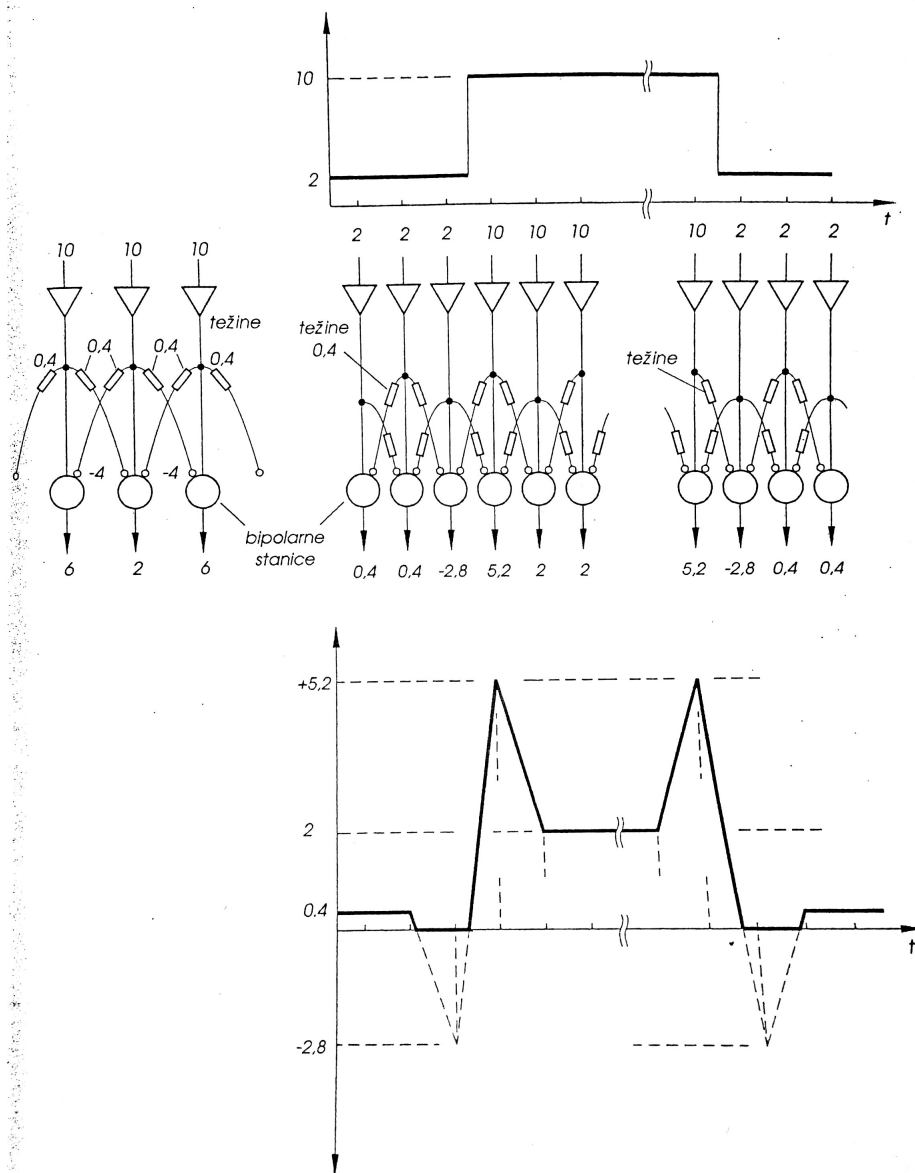 10
2
t
10 10 10
2 2 2 10 10 10
10 2 2 2
težine
0,4 0,4 0,4 0,4
težine
0,4
težine
-4 -4
bipolarne
stanice
6 2 6
0,4 0,4 -2,8 5,2 2 2
5,2 -2,8 0,4 0,4
+5,2
2
0,4
t
-2,8